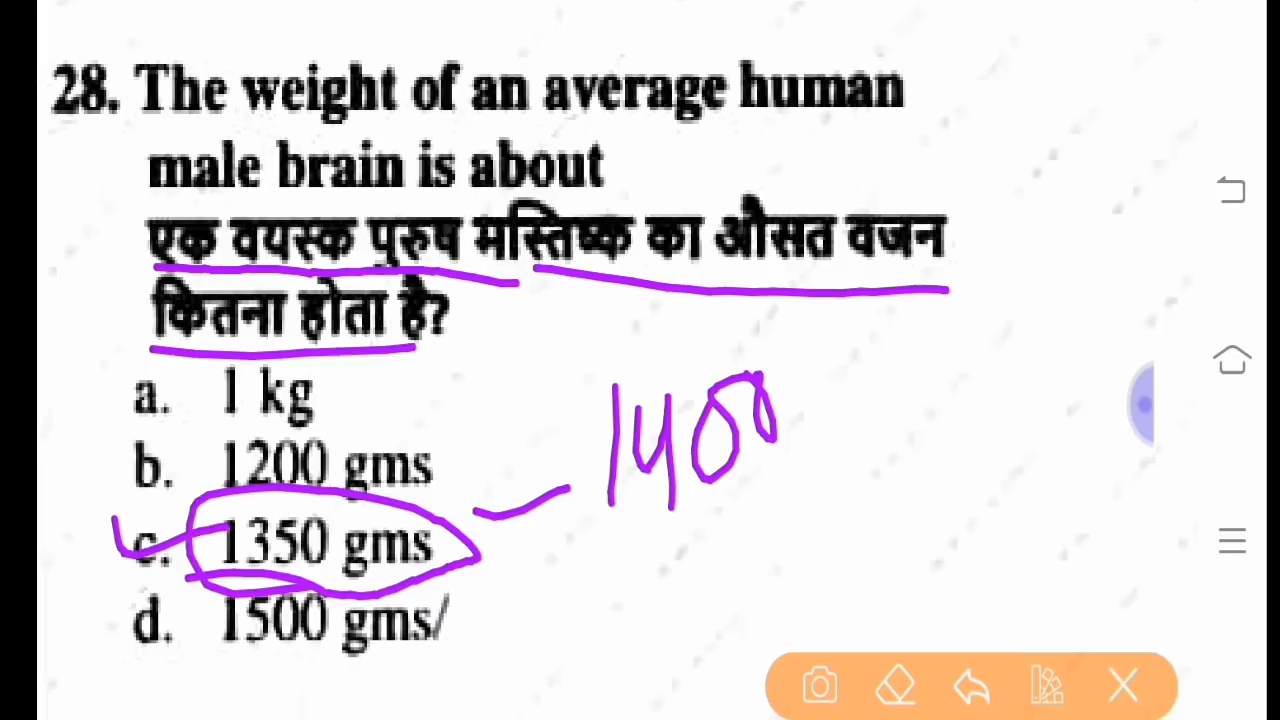 28. The weight of an average human
male brain is about
एक वयस्क पुरुष मस्तिष्क का औसत वजन
कितना होता है?
a. 1 kg
b. 1200 gms
c. 1350 gms - 1400
d. 1500 gms/